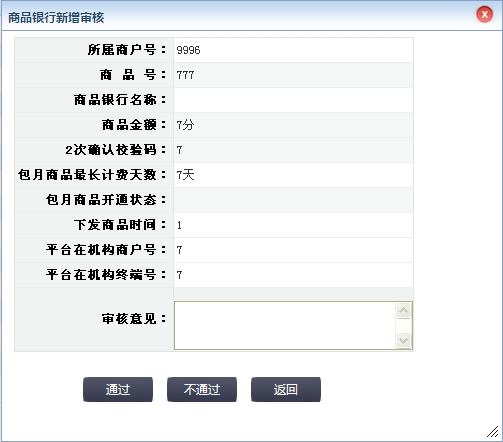 商品银行新增审核
所属商户号： 9996
商 品 号： 777
商品银行名称：
商品金额： 7分
2次确认校验码： 7
包月商品最长计费天数： 7天
包月商品开通状态：
下发商品时间： 1
平台在机构商户号： 7
平台在机构终端号： 7
审核意见：
通过 不通过 返回